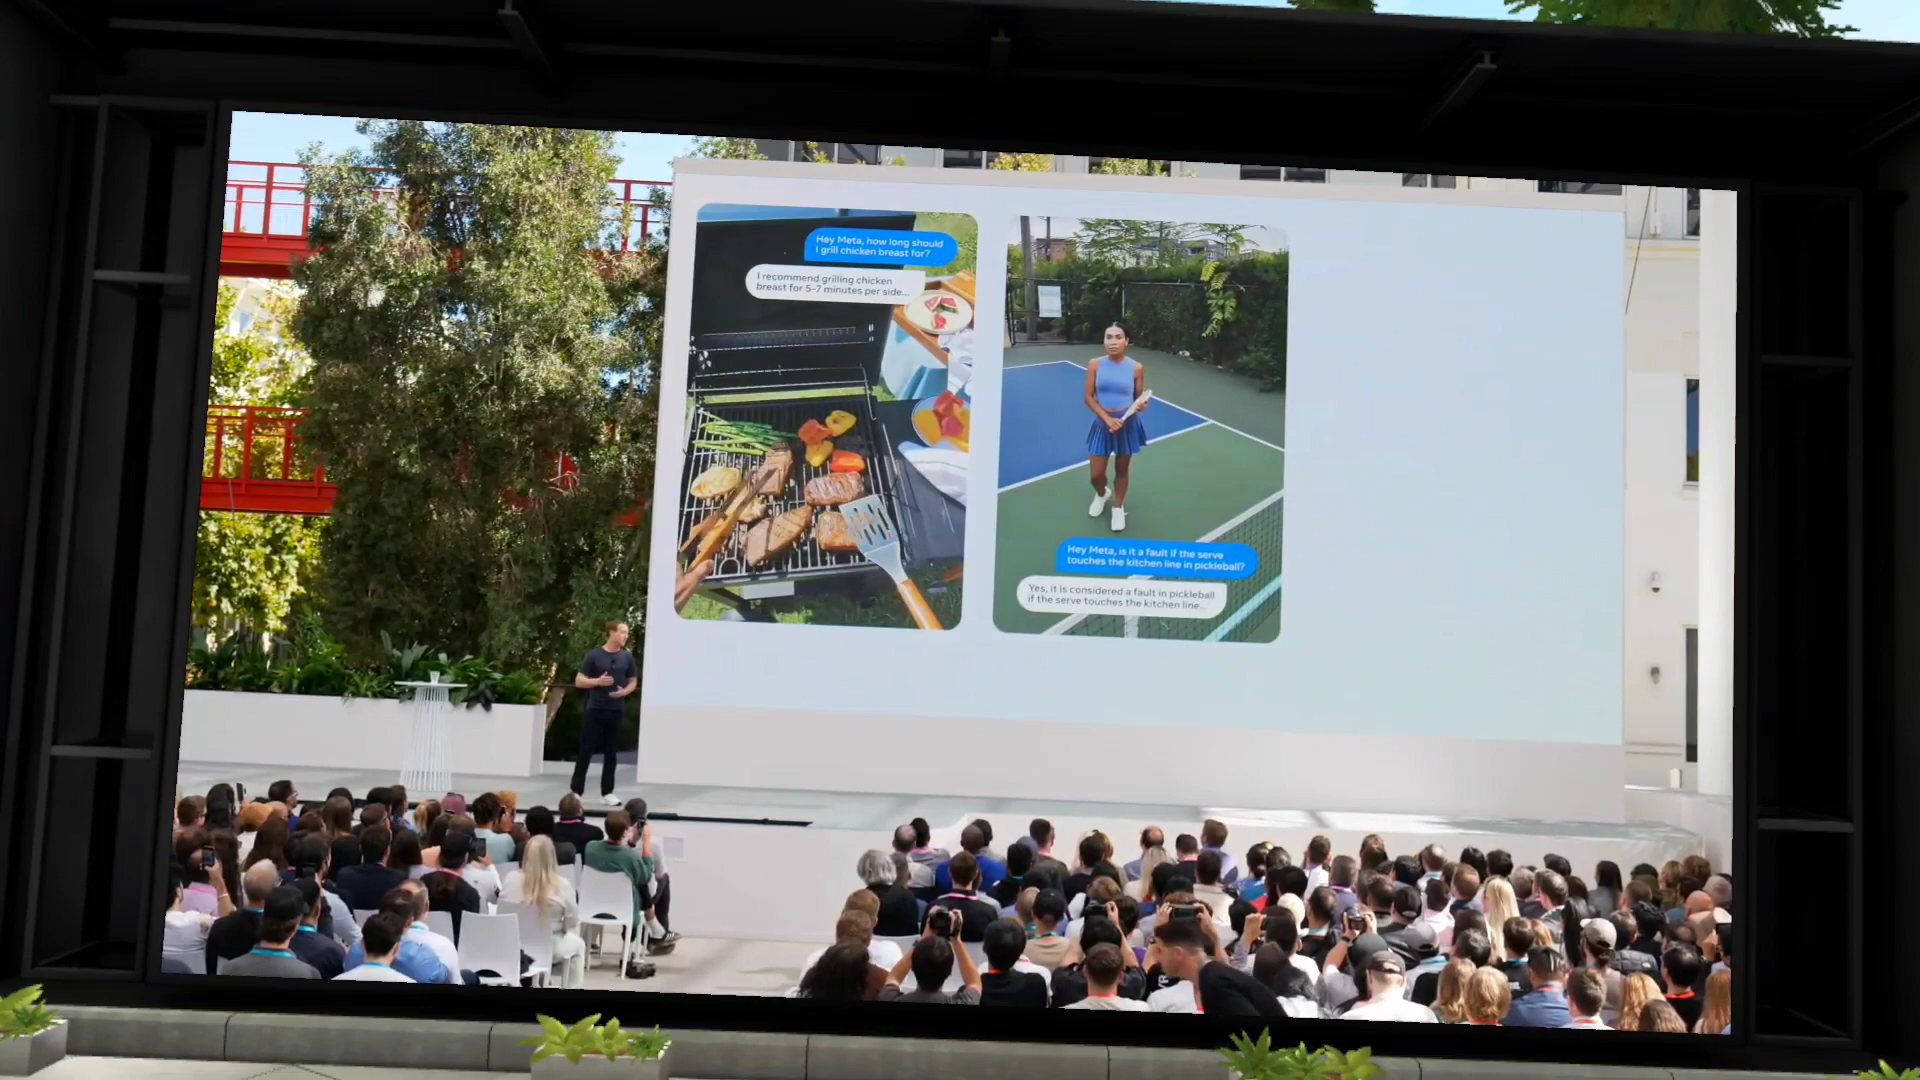 Hey Meta, how long should
I grill chicken breast for?
I recommend grilling chicken
breast for 5-7 minutes per side...
Hey Meta, is it a fault if the serve
touches the kitchen line in pickleball?
Yes, it is considered a fault in pickleball
if the serve touches the kitchen line...